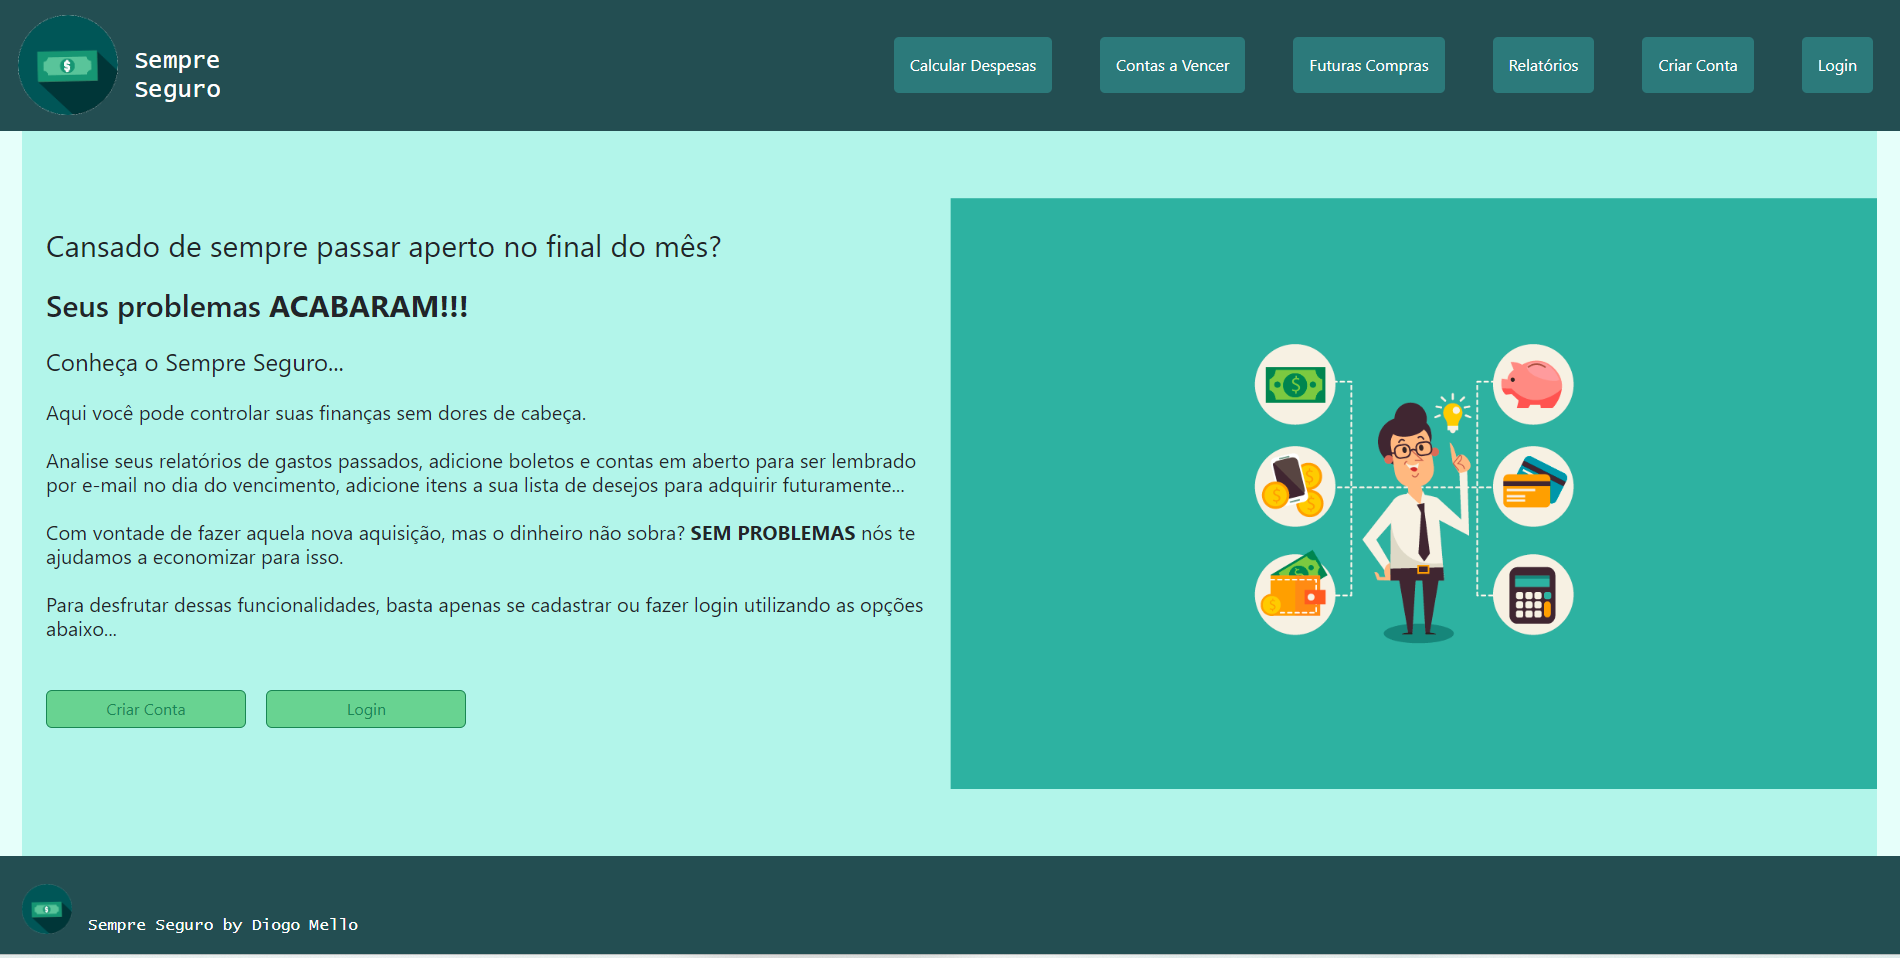 Sempre
Seguro
Calcular Despesas
Contas a Vencer
Futuras Compras
Relatórios
Criar Conta
Login
Cansado de sempre passar aperto no final do mês?
Seus problemas ACABARAM!!!
Conheça o Sempre Seguro...
Aqui você pode controlar suas finanças sem dores de cabeça.
Analise seus relatórios de gastos passados, adicione boletos e contas em aberto para ser lembrado
por e-mail no dia do vencimento, adicione itens a sua lista de desejos para adquirir futuramente...
Com vontade de fazer aquela nova aquisição, mas o dinheiro não sobra? SEM PROBLEMAS nós te
ajudamos a economizar para isso.
Para desfrutar dessas funcionalidades, basta apenas se cadastrar ou fazer login utilizando as opções
abaixo...
Criar Conta
Login
Sempre Seguro by Diogo Mello